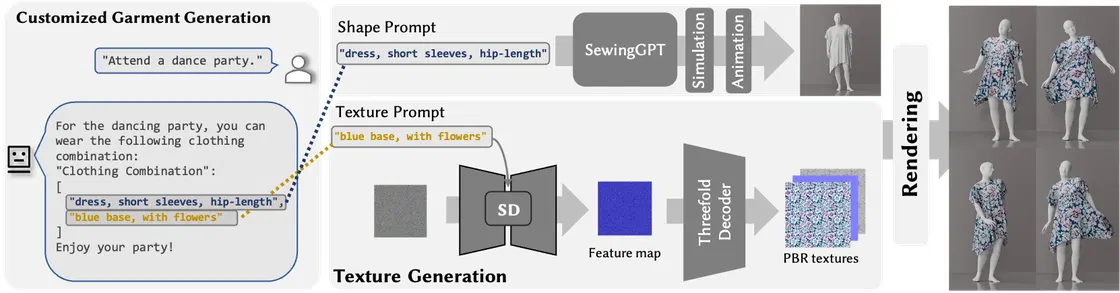 Customized Garment Generation
"Attend a dance party."
For the dancing party, you can
wear the following clothing
combination:
"Clothing Combination":
[
"dress, short sleeves, hip-length",
"blue base, with flowers"
]
Enjoy your party!
Shape Prompt
"dress, short sleeves, hip-length"
SewingGPT
Simulation
Animation
Texture Prompt
"blue base, with flowers"
SD
Feature map
Threefold
Decoder
PBR textures
Texture Generation
Rendering